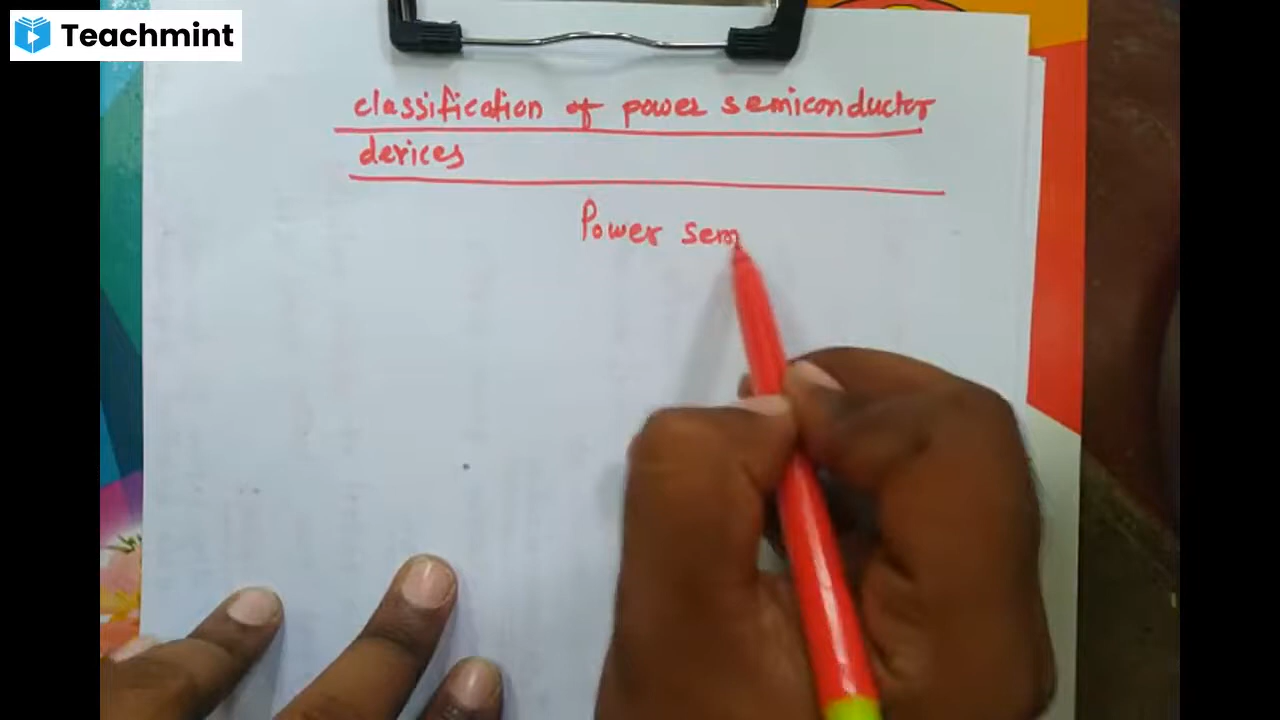 Teachmint
classification of power semiconductor
devices
Power sem